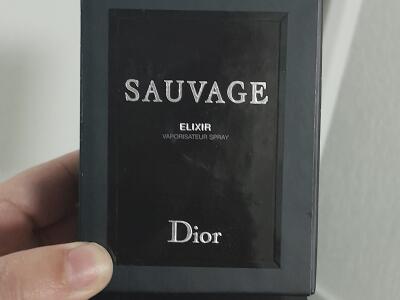 SAUVAGE
ELIXIR
VAPORISATEUR SPRAY
Dior